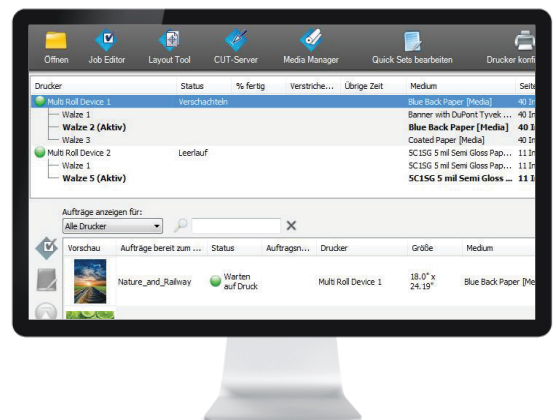 Öffnen Job Editor Layout Tool CUT-Server Media Manager Quick Sets bearbeiten Drucker konfi
Drucker Status % fertig Verstriche... Übrige Zeit Medium Seite
Multi Roll Device 1 Verschachteln Blue Back Paper [Media] 40 In
Walze 1 Banner with DuPont Tyvek ... 40 In
Walze 2 (Aktiv) Blue Back Paper [Media] 40 I
Walze 3 Coated Paper [Media] 40 In
Multi Roll Device 2 Leerlauf SC1SG 5 mil Semi Gloss Pap... 11 In
Walze 1 SC1SG 5 mil Semi Gloss Pap... 11 In
Walze 5 (Aktiv) SC1SG 5 mil Semi Gloss ... 11 I
Aufträge anzeigen für:
Alle Drucker
Vorschau Aufträge bereit zum ... Status Auftragsn... Drucker Größe Medium
Nature_and_Railway Warten auf Druck Multi Roll Device 1 18.0" x 24.19" Blue Back Paper [Me